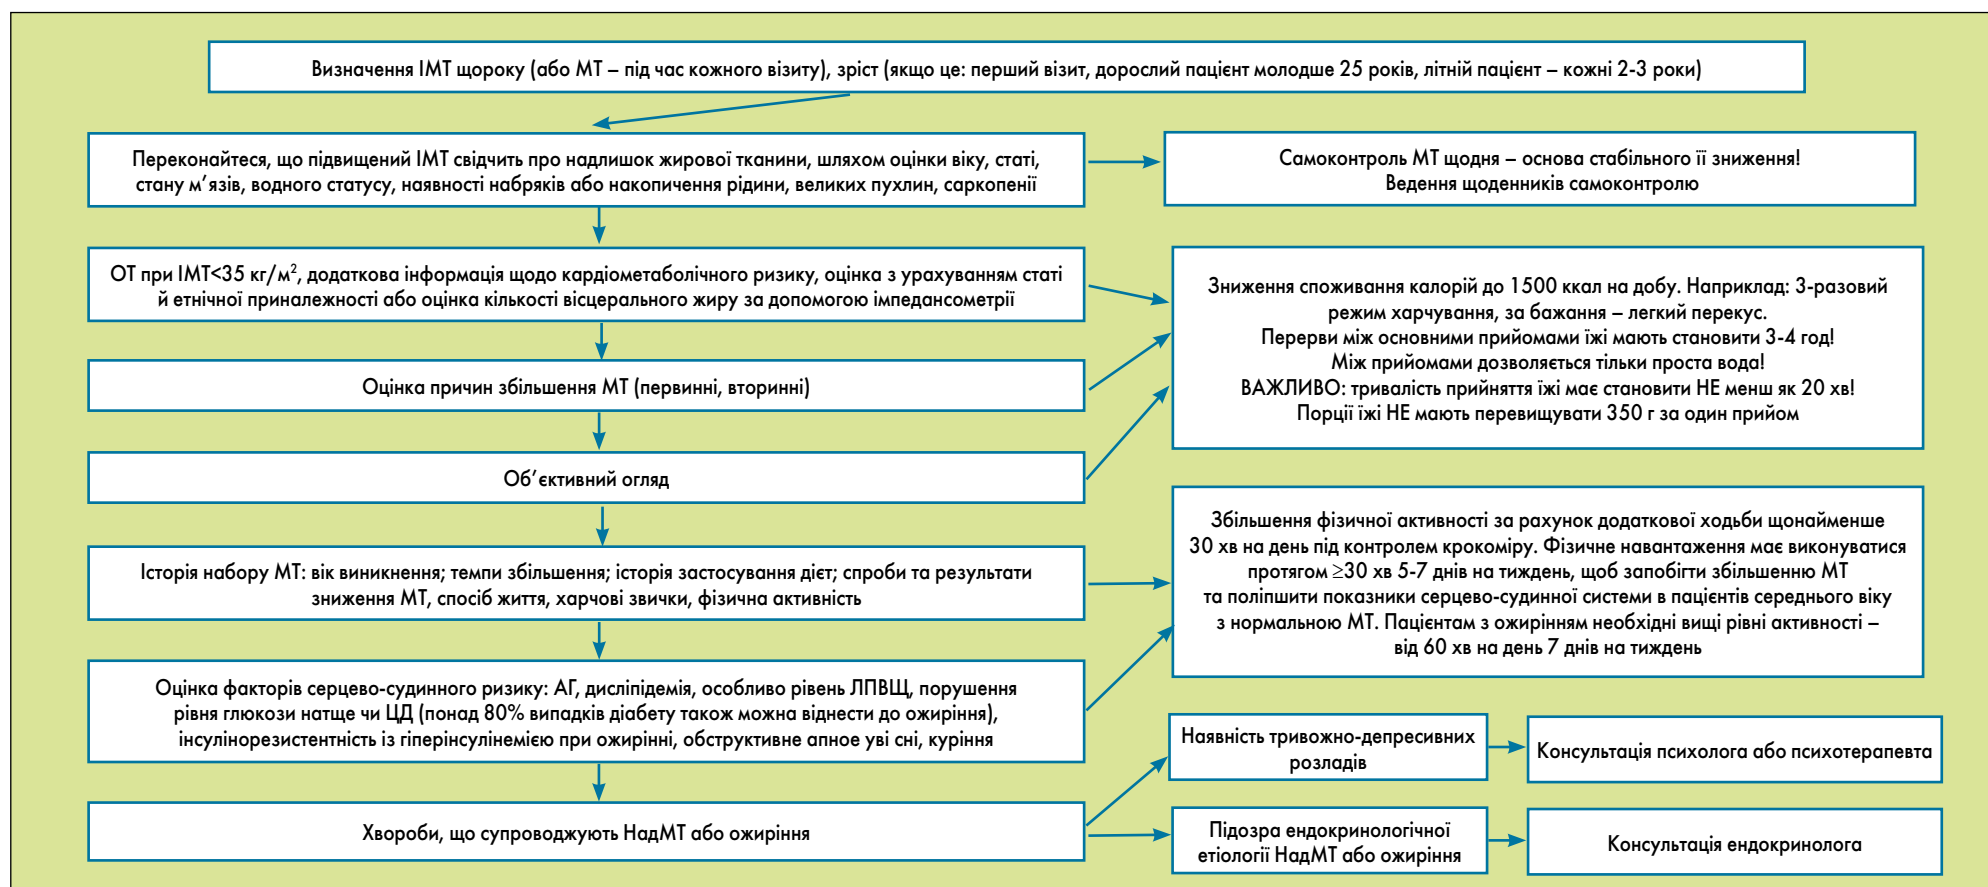 Визначення ІМТ щороку (або МТ – під час кожного візиту), зріст (якщо це: перший візит, дорослий пацієнт молодше 25 років, літній пацієнт – кожні 2-3 роки)
Переконайтеся, що підвищений ІМТ свідчить про надлишок жирової тканини, шляхом оцінки віку, статі,
стану м’язів, водного статусу, наявності набряків або накопичення рідини, великих пухлин, саркопенії
Самоконтроль МТ щодня – основа стабільного її зниження!
Ведення щоденників самоконтролю
ОТ при ІМТ<35 кг/м², додаткова інформація щодо кардіометаболічного ризику, оцінка з урахуванням статі
й етнічної приналежності або оцінка кількості вісцерального жиру за допомогою імпедансометрії
Зниження споживання калорій до 1500 ккал на добу. Наприклад: 3-разовий
режим харчування, за бажання – легкий перекус.
Перерви між основними прийомами їжі мають становити 3-4 год!
Між прийомами дозволяється тільки проста вода!
ВАЖЛИВО: тривалість прийняття їжі має становити НЕ менш як 20 хв!
Порції їжі НЕ мають перевищувати 350 г за один прийом
Оцінка причин збільшення МТ (первинні, вторинні)
Об’єктивний огляд
Історія набору МТ: вік виникнення; темпи збільшення; історія застосування дієт; спроби та результати
зниження МТ, спосіб життя, харчові звички, фізична активність
Збільшення фізичної активності за рахунок додаткової ходьби щонайменше
30 хв на день під контролем крокоміру. Фізичне навантаження має виконуватися
протягом ≥30 хв 5-7 днів на тиждень, щоб запобігти збільшенню МТ
та поліпшити показники серцево-судинної системи в пацієнтів середнього віку
з нормальною МТ. Пацієнтам з ожирінням необхідні вищі рівні активності –
від 60 хв на день 7 днів на тиждень
Оцінка факторів серцево-судинного ризику: АГ, дисліпідемія, особливо рівень ЛПВЩ, порушення
рівня глюкози натще чи ЦД (понад 80% випадків діабету також можна віднести до ожиріння),
інсулінорезистентність із гіперінсулінемією при ожирінні, обструктивне апное уві сні, куріння
Наявність тривожно-депресивних
розладів
Консультація психолога або психотерапевта
Хвороби, що супроводжують НадМТ або ожиріння
Підозра ендокринологічної
етіології НадМТ або ожиріння
Консультація ендокринолога